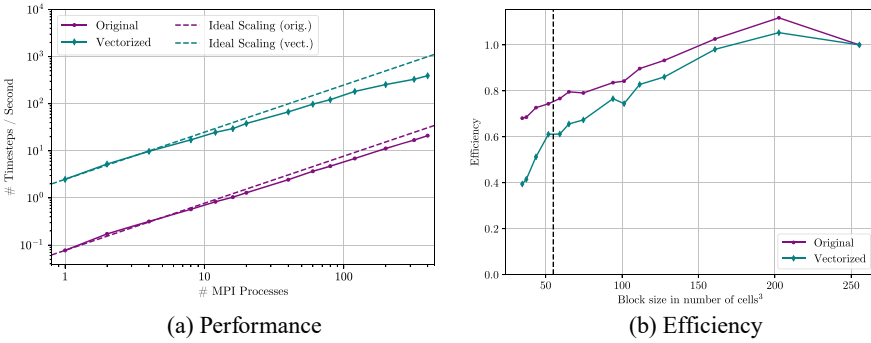 10^4
10^3
10^2
10^1
10^0
10^-1
# Timesteps / Second
Original
Vectorized
Ideal Scaling (orig.)
Ideal Scaling (vect.)
1
10
100
# MPI Processes
(a) Performance
1.0
0.8
0.6
0.4
0.2
0.0
Efficiency
Original
Vectorized
50
100
150
200
250
Block size in number of cells^3
(b) Efficiency